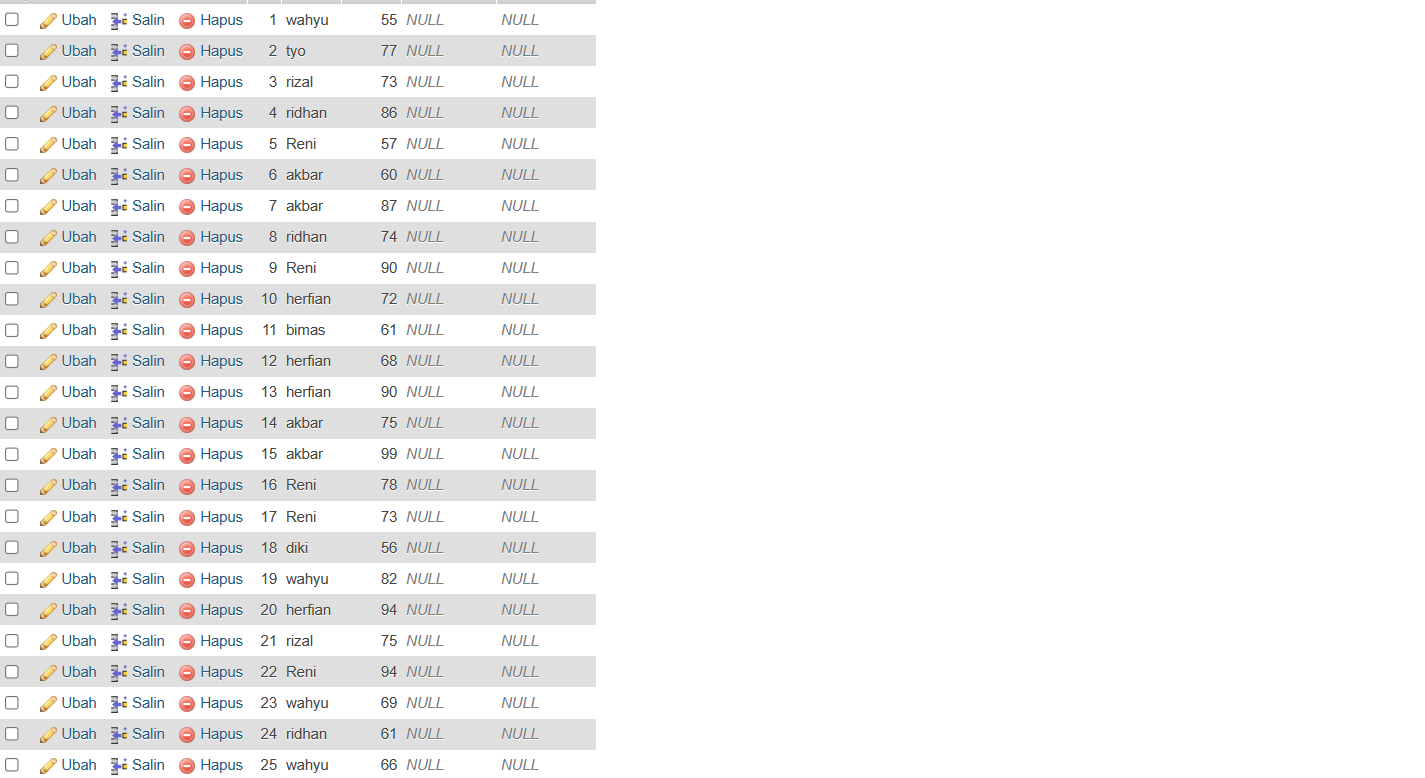 Ubah Salin Hapus 1 wahyu 55 NULL NULL
Ubah Salin Hapus 2 tyo 77 NULL NULL
Ubah Salin Hapus 3 rizal 73 NULL NULL
Ubah Salin Hapus 4 ridhan 86 NULL NULL
Ubah Salin Hapus 5 Reni 57 NULL NULL
Ubah Salin Hapus 6 akbar 60 NULL NULL
Ubah Salin Hapus 7 akbar 87 NULL NULL
Ubah Salin Hapus 8 ridhan 74 NULL NULL
Ubah Salin Hapus 9 Reni 90 NULL NULL
Ubah Salin Hapus 10 herfian 72 NULL NULL
Ubah Salin Hapus 11 bimas 61 NULL NULL
Ubah Salin Hapus 12 herfian 68 NULL NULL
Ubah Salin Hapus 13 herfian 90 NULL NULL
Ubah Salin Hapus 14 akbar 75 NULL NULL
Ubah Salin Hapus 15 akbar 99 NULL NULL
Ubah Salin Hapus 16 Reni 78 NULL NULL
Ubah Salin Hapus 17 Reni 73 NULL NULL
Ubah Salin Hapus 18 diki 56 NULL NULL
Ubah Salin Hapus 19 wahyu 82 NULL NULL
Ubah Salin Hapus 20 herfian 94 NULL NULL
Ubah Salin Hapus 21 rizal 75 NULL NULL
Ubah Salin Hapus 22 Reni 94 NULL NULL
Ubah Salin Hapus 23 wahyu 69 NULL NULL
Ubah Salin Hapus 24 ridhan 61 NULL NULL
Ubah Salin Hapus 25 wahyu 66 NULL NULL